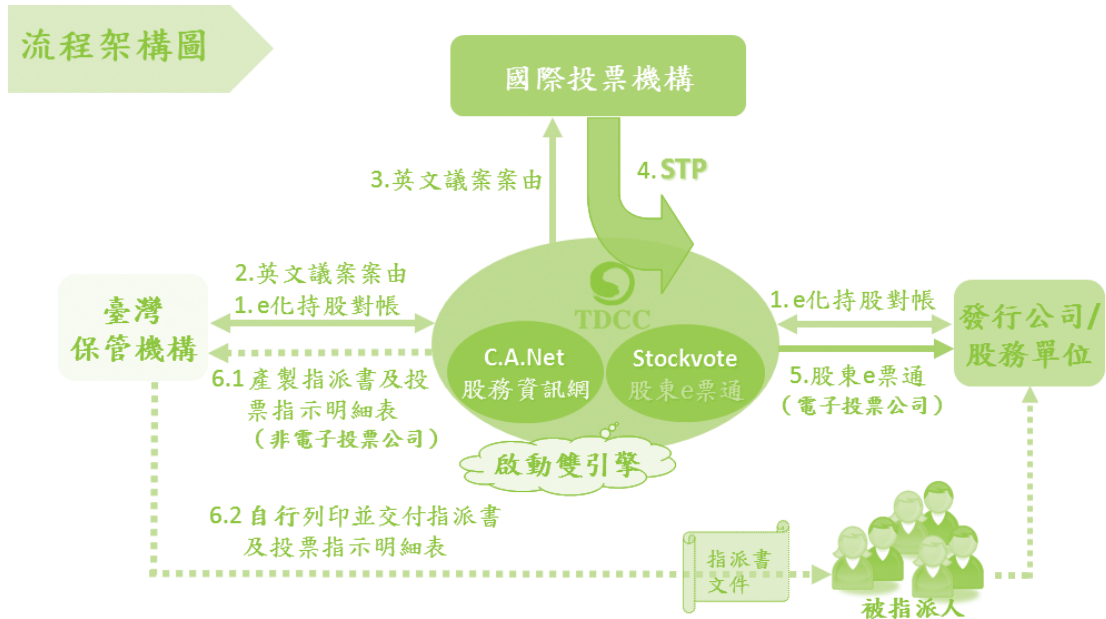 流程架構圖
國際投票機構
3.英文議案案由
4. STP
2.英文議案案由
1. e化持股對帳
臺灣
保管機構
TDCC
C.A.Net
股務資訊網
Stockvote
股東e票通
1. e化持股對帳
發行公司/
股務單位
5.股東e票通
（電子投票公司）
6.1 產製指派書及投
票指示明細表
（非電子投票公司）
啟動雙引擎
6.2 自行列印並交付指派書
及投票指示明細表
指派書
文件
被指派人